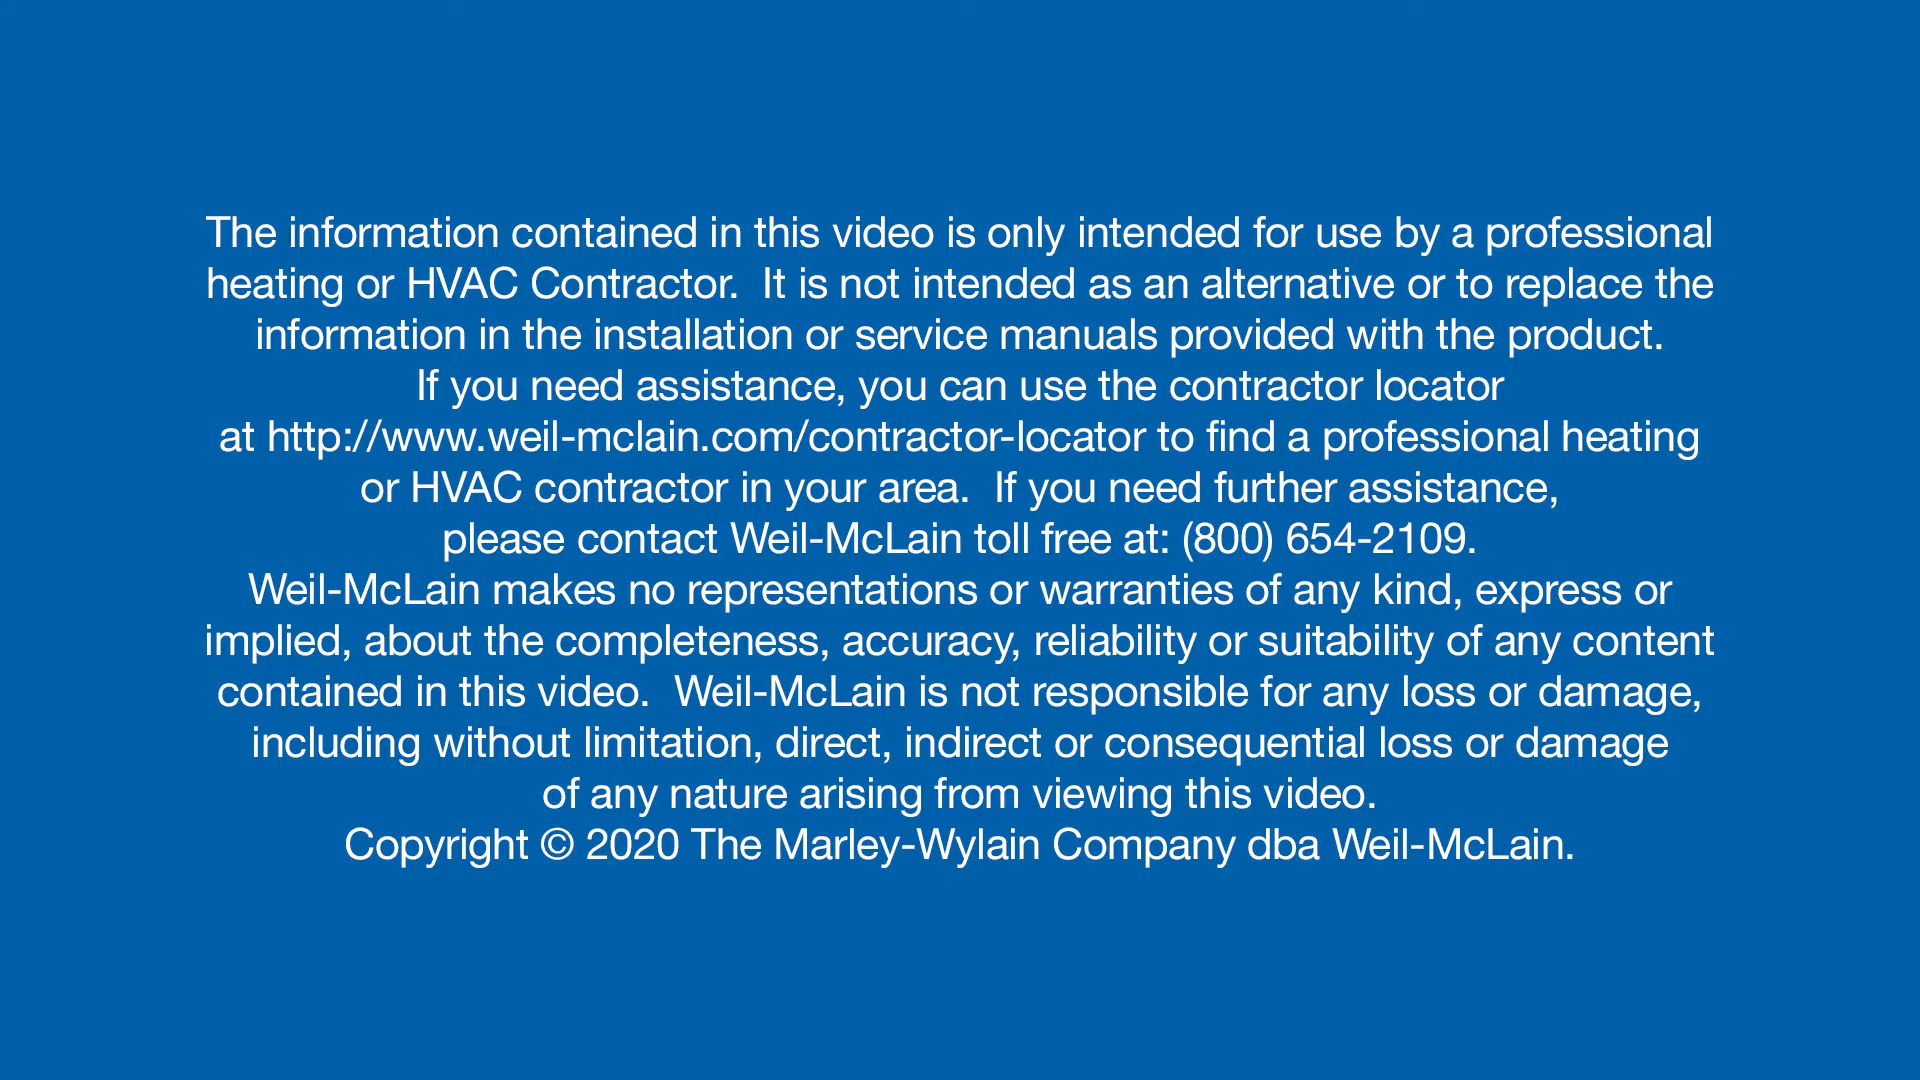 The information contained in this video is only intended for use by a professional
heating or HVAC Contractor.  It is not intended as an alternative or to replace the
information in the installation or service manuals provided with the product.
If you need assistance, you can use the contractor locator
at http://www.weil-mclain.com/contractor-locator to find a professional heating
or HVAC contractor in your area.  If you need further assistance,
please contact Weil-McLain toll free at: (800) 654-2109.
Weil-McLain makes no representations or warranties of any kind, express or
implied, about the completeness, accuracy, reliability or suitability of any content
contained in this video.  Weil-McLain is not responsible for any loss or damage,
including without limitation, direct, indirect or consequential loss or damage
of any nature arising from viewing this video.
Copyright © 2020 The Marley-Wylain Company dba Weil-McLain.